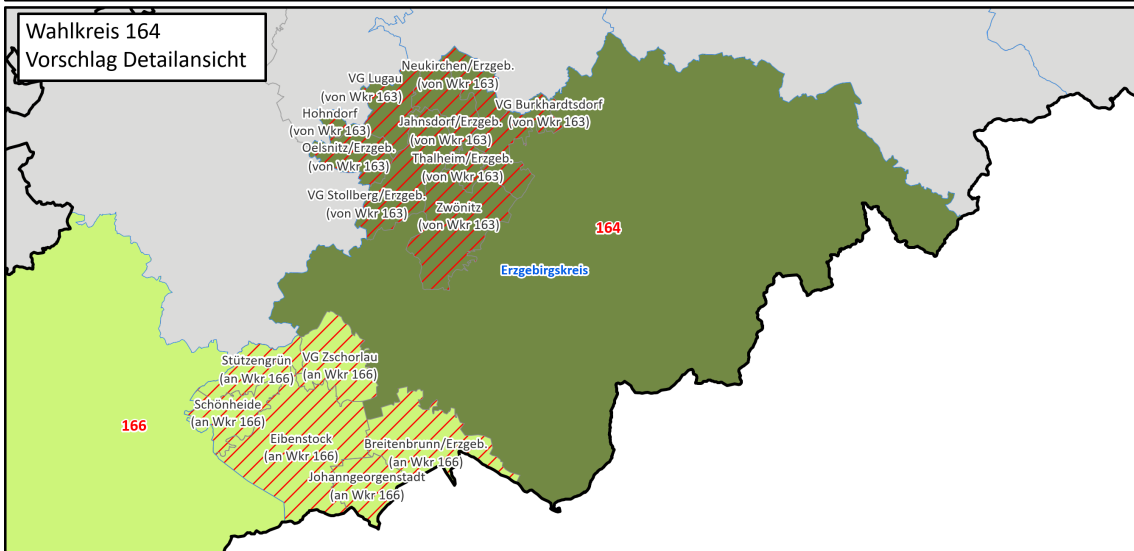 Wahlkreis 164
Vorschlag Detailansicht
Neukirchen/Erzgeb.
(von Wkr 163)
VG Lugau
(von Wkr 163)
VG Burkhardtsdorf
(von Wkr 163)
Hohndorf
(von Wkr 163)
Jahnsdorf/Erzgeb.
(von Wkr 163)
Oelsnitz/Erzgeb.
(von Wkr 163)
Thalheim/Erzgeb.
(von Wkr 163)
VG Stollberg/Erzgeb.
(von Wkr 163)
Zwönitz
(von Wkr 163)
164
Erzgebirgskreis
Stützengrün
(an Wkr 166)
VG Zschorlau
(an Wkr 166)
Schönheide
(an Wkr 166)
166
Eibenstock
(an Wkr 166)
Breitenbrunn/Erzgeb.
(an Wkr 166)
Johanngeorgenstadt
(an Wkr 166)